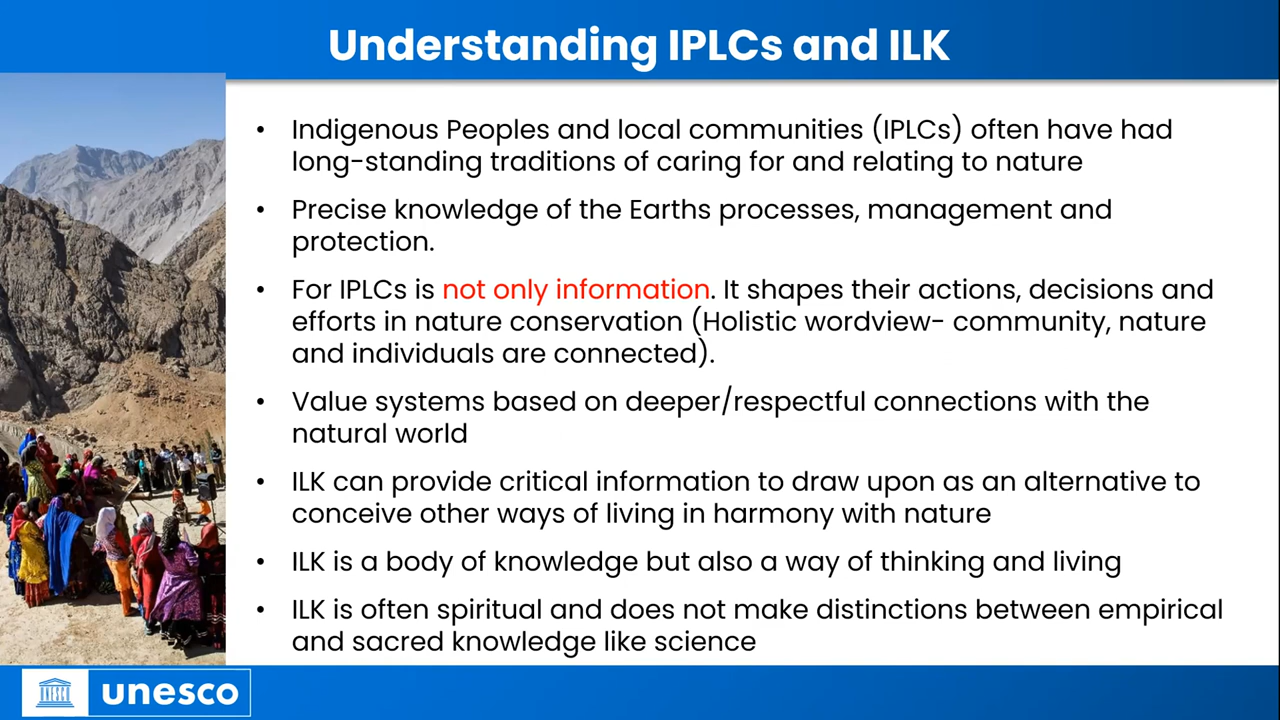 Understanding IPLCs and ILK
• Indigenous Peoples and local communities (IPLCs) often have had
long-standing traditions of caring for and relating to nature
• Precise knowledge of the Earths processes, management and
protection.
• For IPLCs is not only information. It shapes their actions, decisions and
efforts in nature conservation (Holistic wordview- community, nature
and individuals are connected).
• Value systems based on deeper/respectful connections with the
natural world
• ILK can provide critical information to draw upon as an alternative to
conceive other ways of living in harmony with nature
• ILK is a body of knowledge but also a way of thinking and living
• ILK is often spiritual and does not make distinctions between empirical
and sacred knowledge like science
UNESCO
unesco